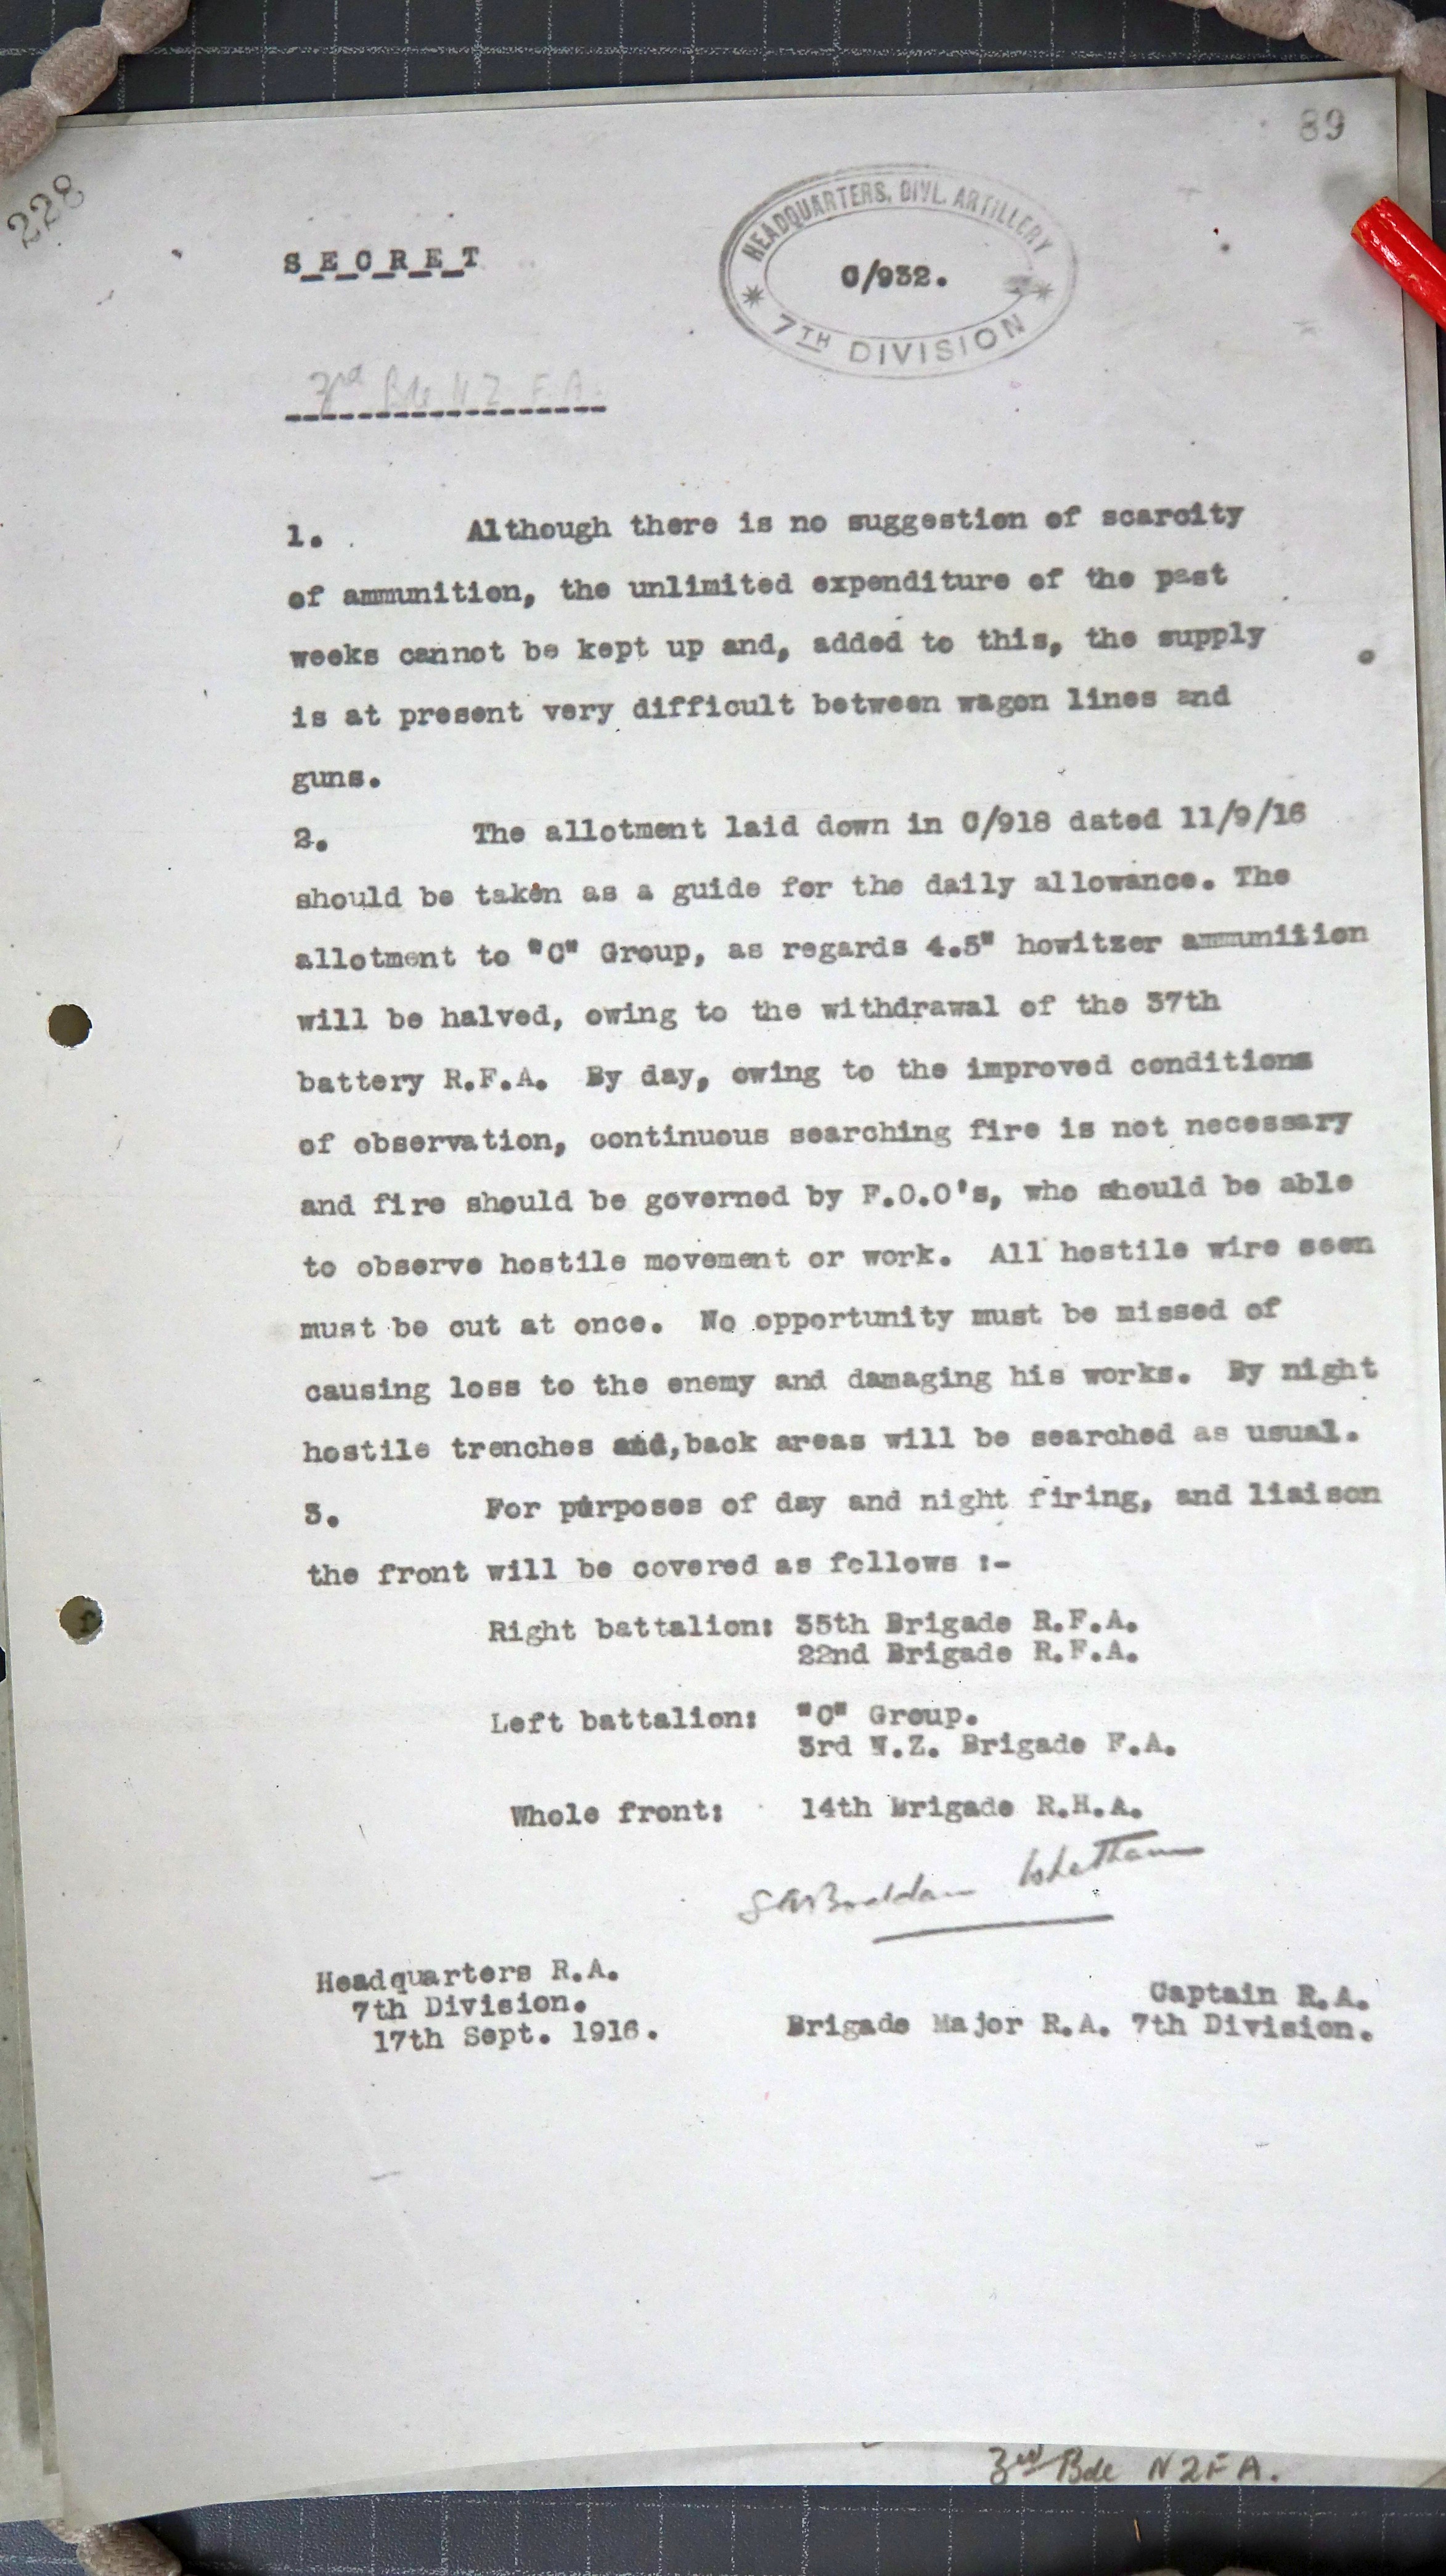 89
228
HEADQUARTERS, DIVL. ARTILLERY
S_E_C_R_E_T
C/932.
7TH DIVISION
3rd Bde N.Z.F.A.
1. Although there is no suggestion of scarcity
of ammunition, the unlimited expenditure of the past
weeks cannot be kept up and, added to this, the supply
is at present very difficult between wagon lines and
guns.
2. The allotment laid down in C/918 dated 11/9/16
should be taken as a guide for the daily allowance. The
allotment to "C" Group, as regards 4.5" howitzer ammunition
will be halved, owing to the withdrawal of the 37th
battery R.F.A. By day, owing to the improved conditions
of observation, continuous searching fire is not necessary
and fire should be governed by F.O.O's, who should be able
to observe hostile movement or work. All hostile wire seen
must be cut at once. No opportunity must be missed of
causing loss to the enemy and damaging his works. By night
hostile trenches and,back areas will be searched as usual.
3. For purposes of day and night firing, and liaison
the front will be covered as follows :-
Right battalion: 35th Brigade R.F.A.
22nd Brigade R.F.A.
Left battalion: "C" Group.
3rd N.Z. Brigade F.A.
Whole front: 14th Brigade R.H.A.
Boddam Whetham
Headquarters R.A.
7th Division.
17th Sept. 1916.
Captain R.A.
Brigade Major R.A. 7th Division.
3rd Bde NZFA.